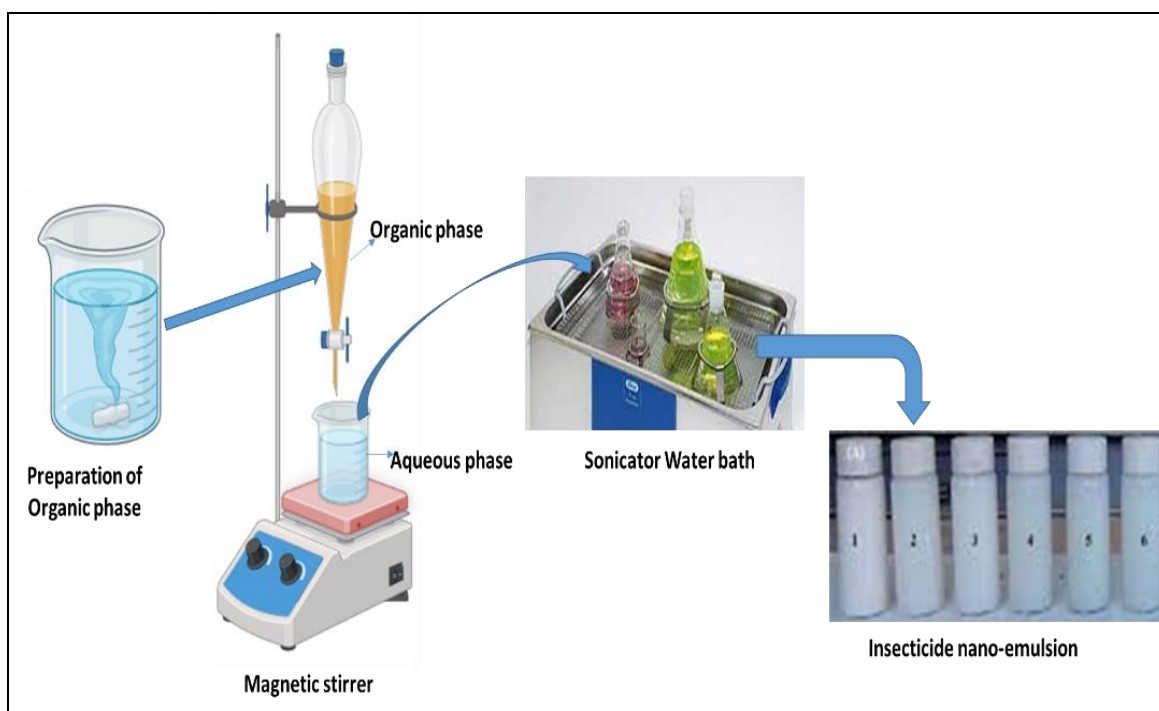 Preparation of
Organic phase
Organic phase
Aqueous phase
Magnetic stirrer
Sonicator Water bath
(A)
1
2
3
4
5
6
Insecticide nano-emulsion